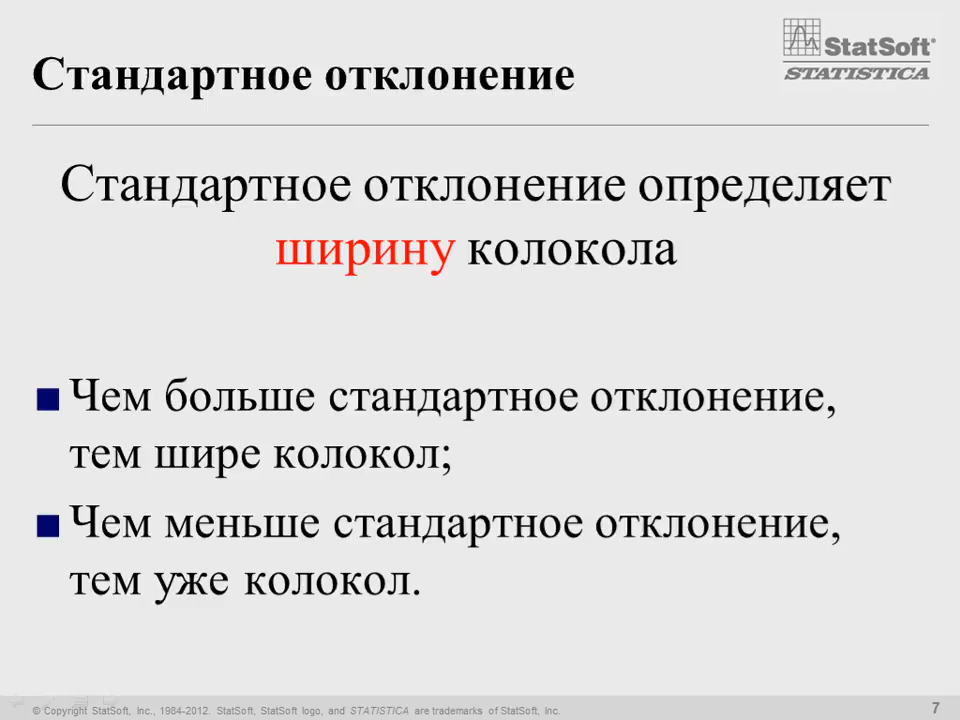 StatSoft®
STATISTICA
Стандартное отклонение
Стандартное отклонение определяет
ширину колокола
Чем больше стандартное отклонение,
тем шире колокол;
Чем меньше стандартное отклонение,
тем уже колокол.
© Copyright StatSoft, Inc., 1984-2012. StatSoft, StatSoft logo, and STATISTICA are trademarks of StatSoft, Inc.
7